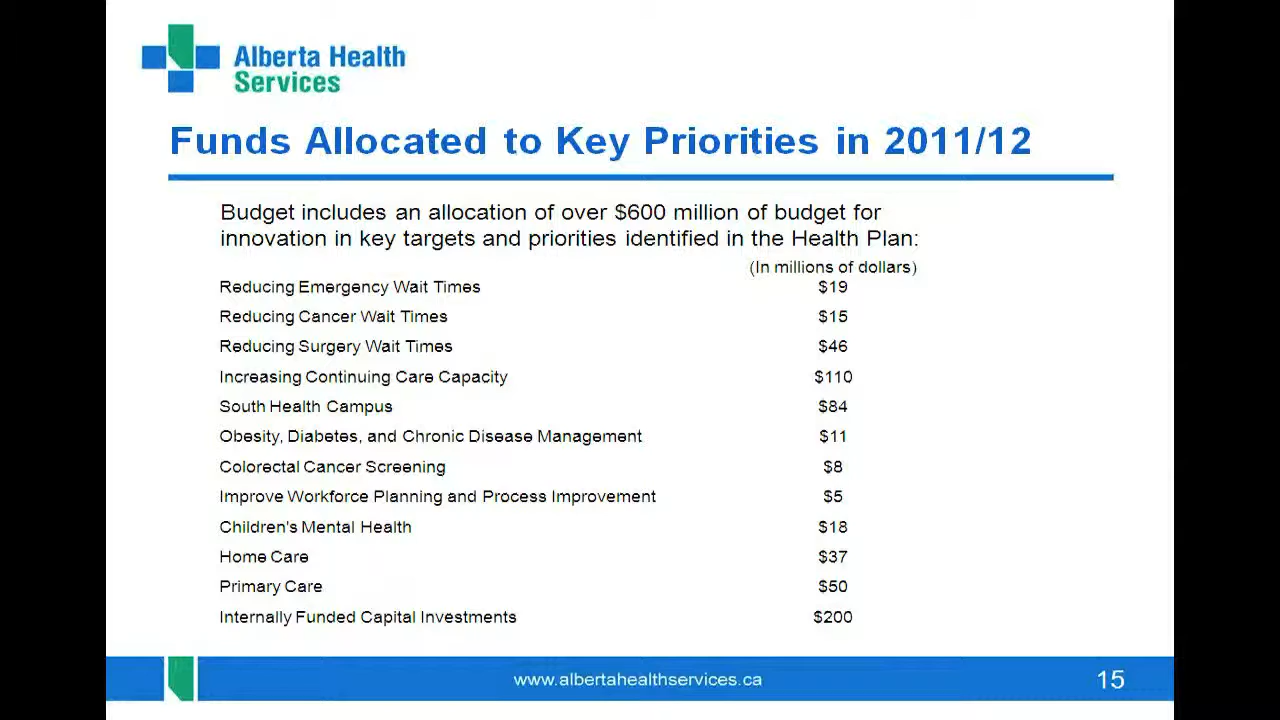 Alberta Health
Services
Funds Allocated to Key Priorities in 2011/12
Budget includes an allocation of over $600 million of budget for
innovation in key targets and priorities identified in the Health Plan:
(In millions of dollars)
Reducing Emergency Wait Times $19
Reducing Cancer Wait Times $15
Reducing Surgery Wait Times $46
Increasing Continuing Care Capacity $110
South Health Campus $84
Obesity, Diabetes, and Chronic Disease Management $11
Colorectal Cancer Screening $8
Improve Workforce Planning and Process Improvement $5
Children's Mental Health $18
Home Care $37
Primary Care $50
Internally Funded Capital Investments $200
www.albertahealthservices.ca 15